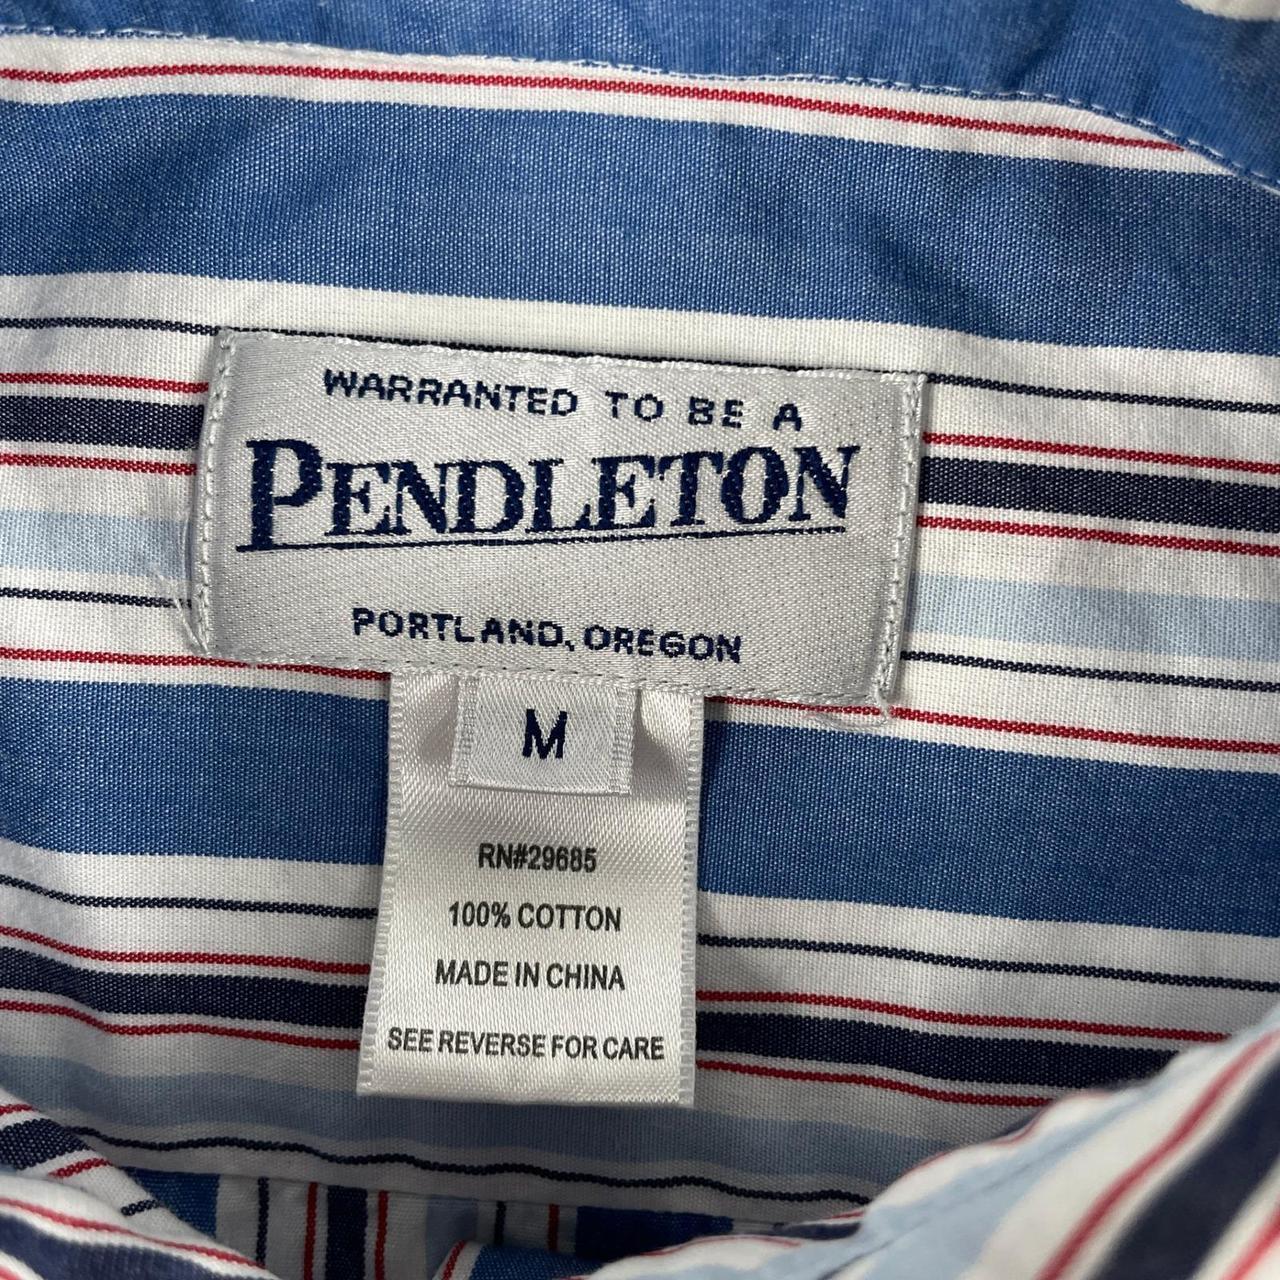 WARRANTED TO BE A
PENDLETON
PORTLAND, OREGON
M
RN#29685
100% COTTON
MADE IN CHINA
SEE REVERSE FOR CARE